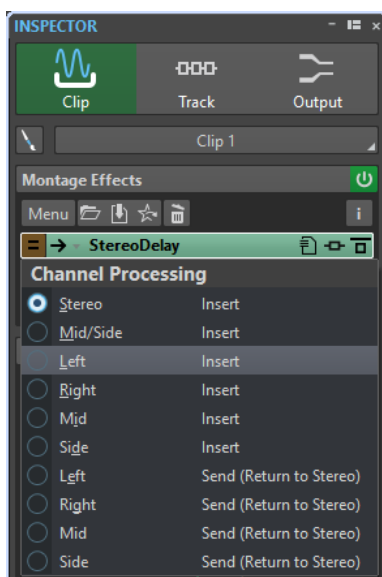 INSPECTOR
Clip Track Output
Clip 1
Montage Effects
Menu i
StereoDelay
Channel Processing
Stereo Insert
Mid/Side Insert
Left Insert
Right Insert
Mid Insert
Side Insert
Left Send (Return to Stereo)
Right Send (Return to Stereo)
Mid Send (Return to Stereo)
Side Send (Return to Stereo)